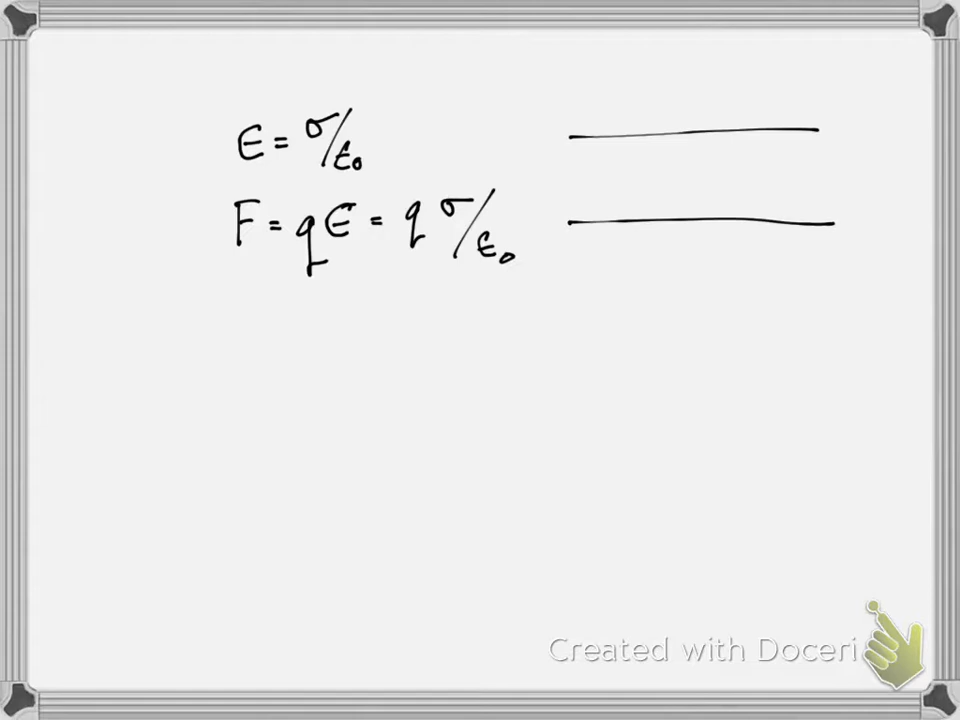 E = σ/ε₀
F = qE = q σ/ε₀
Created with Doceri